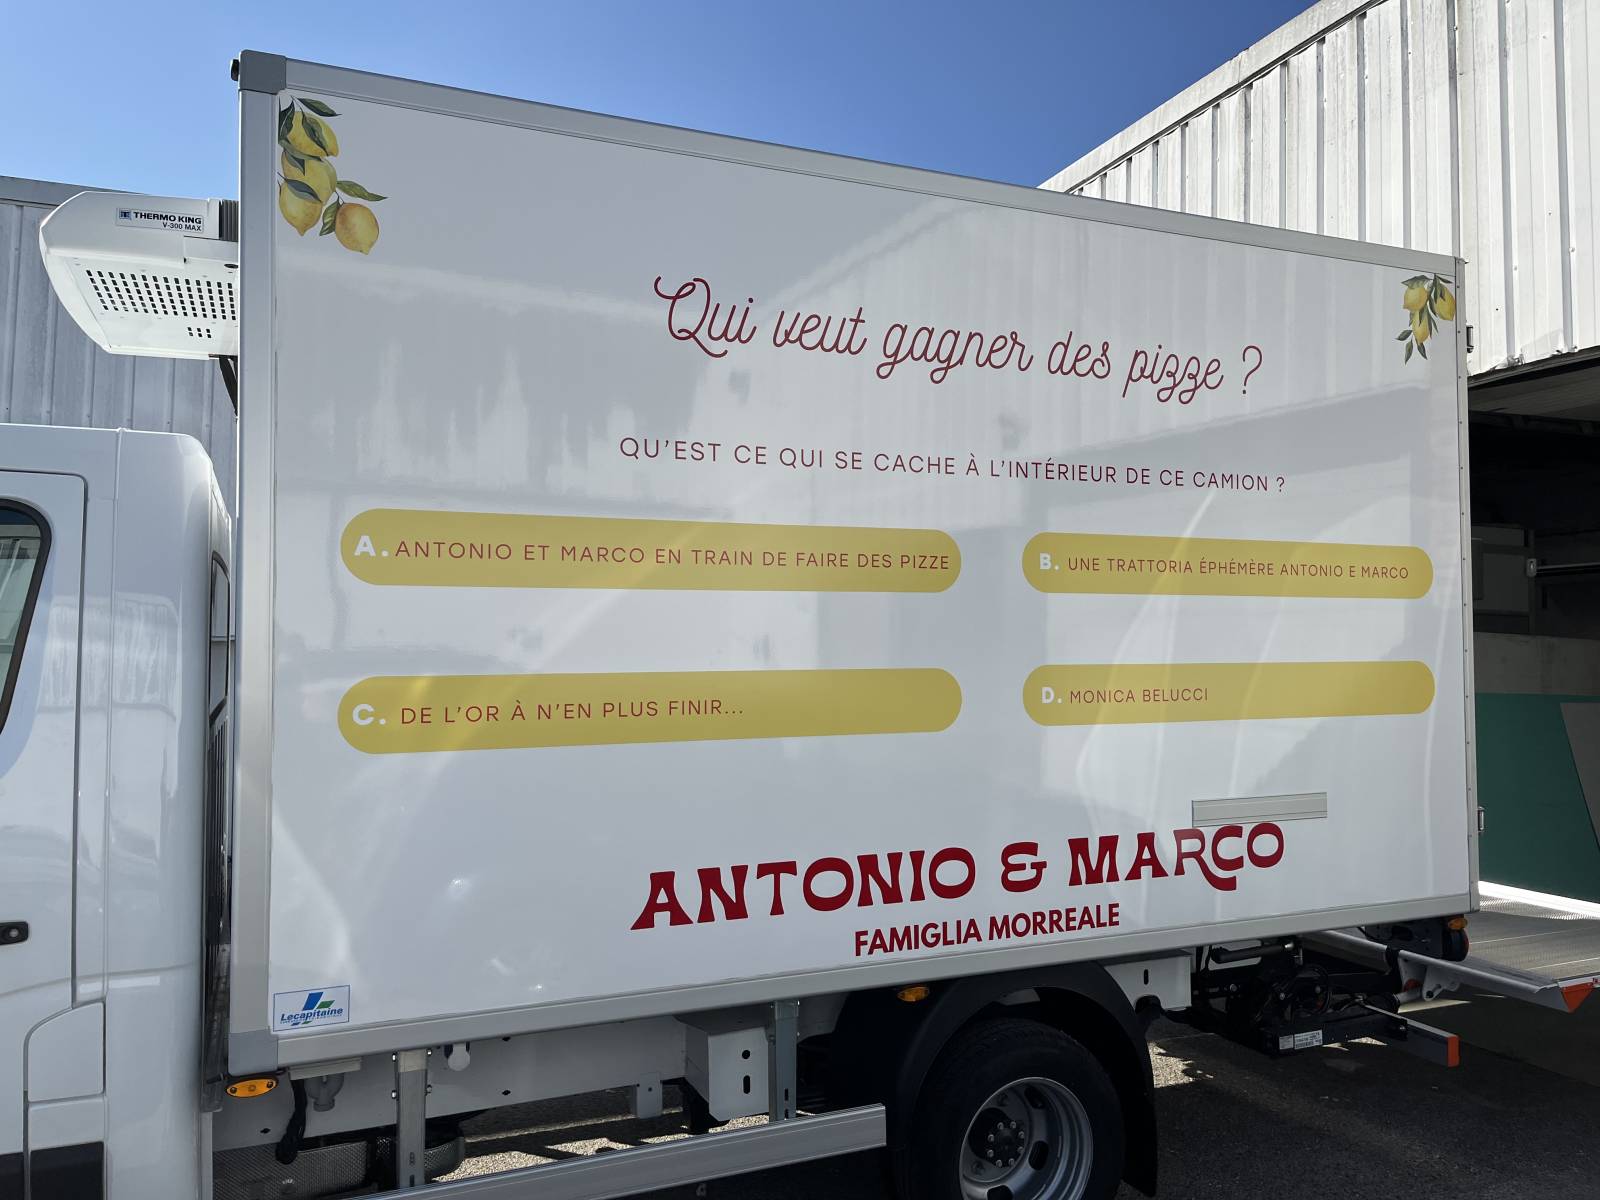 THERMO KING
V-300 MAX
Qui veut gagner des pizze ?
QU'EST CE QUI SE CACHE À L'INTÉRIEUR DE CE CAMION ?
A. ANTONIO ET MARCO EN TRAIN DE FAIRE DES PIZZE
B. UNE TRATTORIA ÉPHÉMÈRE ANTONIO E MARCO
C. DE L'OR À N'EN PLUS FINIR...
D. MONICA BELUCCI
ANTONIO & MARCO
FAMIGLIA MORREALE
Lecapitaine